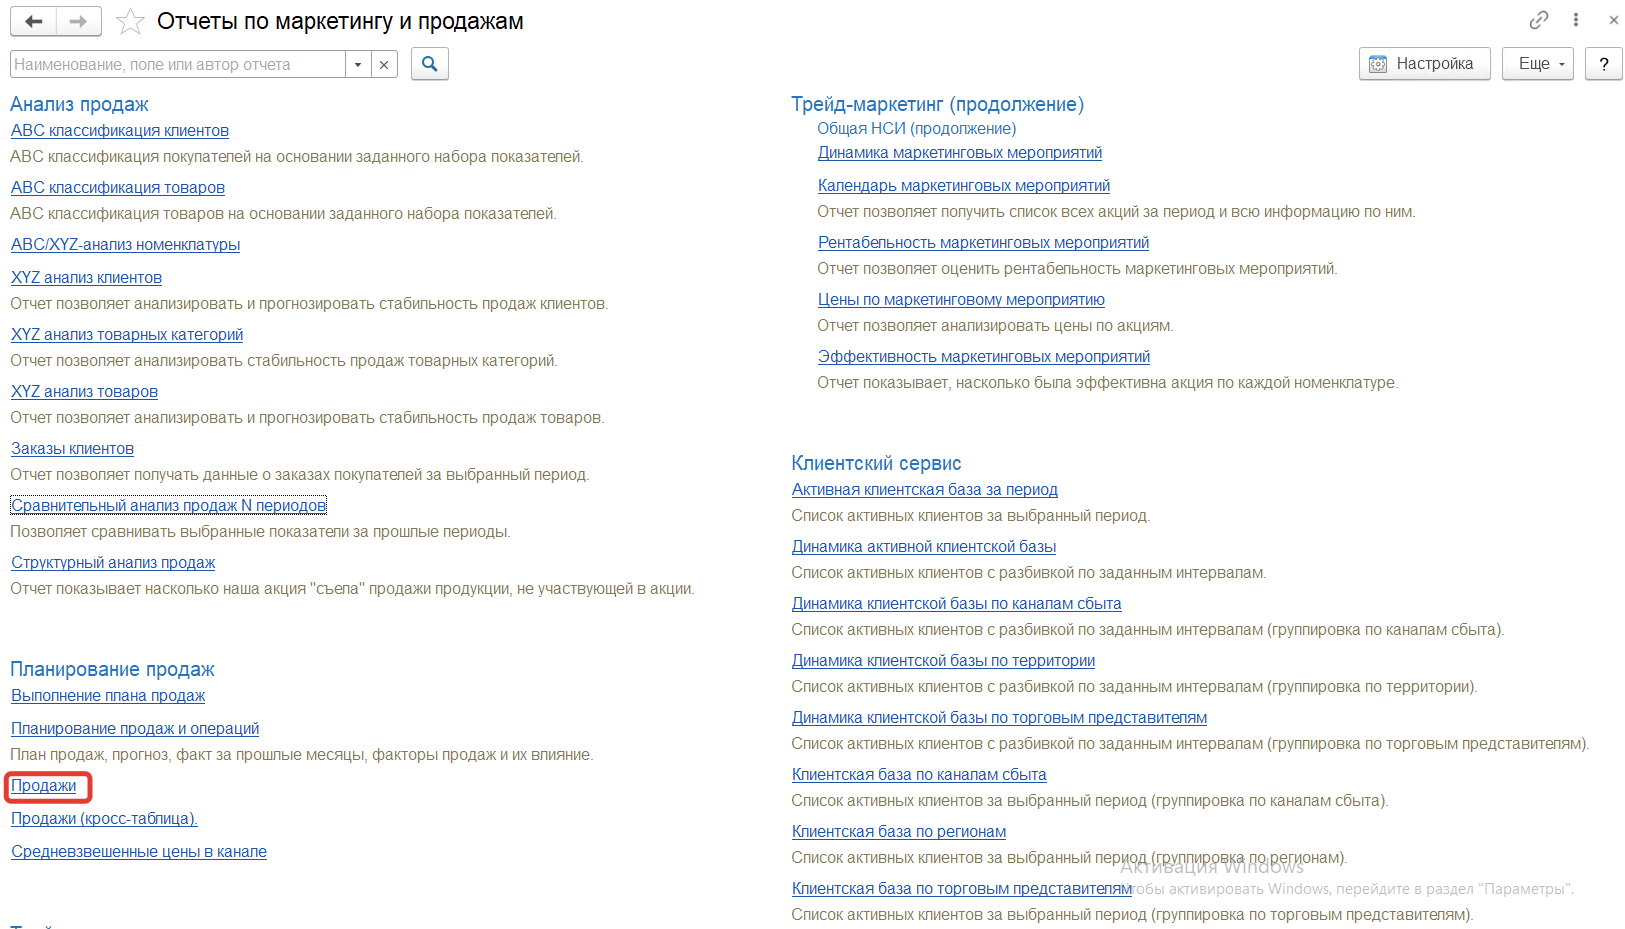 Отчеты по маркетингу и продажам
Наименование, поле или автор отчета
Настройка
Еще
?
Анализ продаж
ABC классификация клиентов
ABC классификация покупателей на основании заданного набора показателей.
ABC классификация товаров
ABC классификация товаров на основании заданного набора показателей.
ABC/XYZ-анализ номенклатуры
XYZ анализ клиентов
Отчет позволяет анализировать и прогнозировать стабильность продаж клиентов.
XYZ анализ товарных категорий
Отчет позволяет анализировать стабильность продаж товарных категорий.
XYZ анализ товаров
Отчет позволяет анализировать и прогнозировать стабильность продаж товаров.
Заказы клиентов
Отчет позволяет получать данные о заказах покупателей за выбранный период.
Сравнительный анализ продаж N периодов
Позволяет сравнивать выбранные показатели за прошлые периоды.
Структурный анализ продаж
Отчет показывает насколько наша акция "съела" продажи продукции, не участвующей в акции.
Планирование продаж
Выполнение плана продаж
Планирование продаж и операций
План продаж, прогноз, факт за прошлые месяцы, факторы продаж и их влияние.
Продажи
Продажи (кросс-таблица).
Средневзвешенные цены в канале
Трейд-маркетинг (продолжение)
Общая НСИ (продолжение)
Динамика маркетинговых мероприятий
Календарь маркетинговых мероприятий
Отчет позволяет получить список всех акций за период и всю информацию по ним.
Рентабельность маркетинговых мероприятий
Отчет позволяет оценить рентабельность маркетинговых мероприятий.
Цены по маркетинговому мероприятию
Отчет позволяет анализировать цены по акциям.
Эффективность маркетинговых мероприятий
Отчет показывает, насколько была эффективна акция по каждой номенклатуре.
Клиентский сервис
Активная клиентская база за период
Список активных клиентов за выбранный период.
Динамика активной клиентской базы
Список активных клиентов с разбивкой по заданным интервалам.
Динамика клиентской базы по каналам сбыта
Список активных клиентов с разбивкой по заданным интервалам (группировка по каналам сбыта).
Динамика клиентской базы по территории
Список активных клиентов с разбивкой по заданным интервалам (группировка по территории).
Динамика клиентской базы по торговым представителям
Список активных клиентов с разбивкой по заданным интервалам (группировка по торговым представителям).
Клиентская база по каналам сбыта
Список активных клиентов за выбранный период (группировка по каналам сбыта).
Клиентская база по регионам
Список активных клиентов за выбранный период (группировка по регионам).
Активация Windows
Клиентская база по торговым представителям
Чтобы активировать Windows, перейдите в раздел "Параметры".
Список активных клиентов за выбранный период (группировка по торговым представителям).